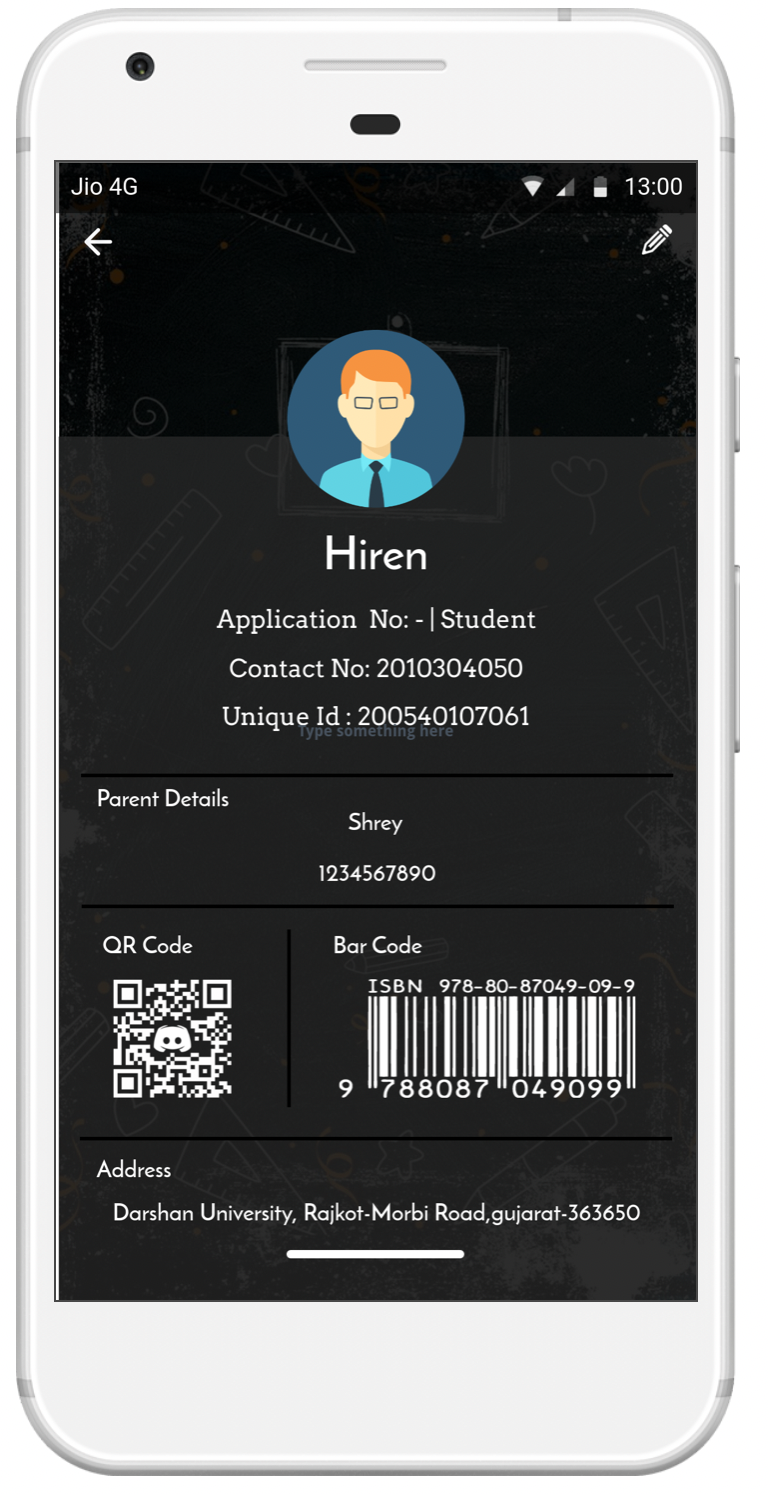 Jio 4G 13:00
Hiren
Application No: - | Student
Contact No: 2010304050
Unique Id : 200540107061
Type something here
Parent Details
Shrey
1234567890
QR Code Bar Code
ISBN 978-80-87049-09-9
9 788087 049099
Address
Darshan University, Rajkot-Morbi Road,gujarat-363650